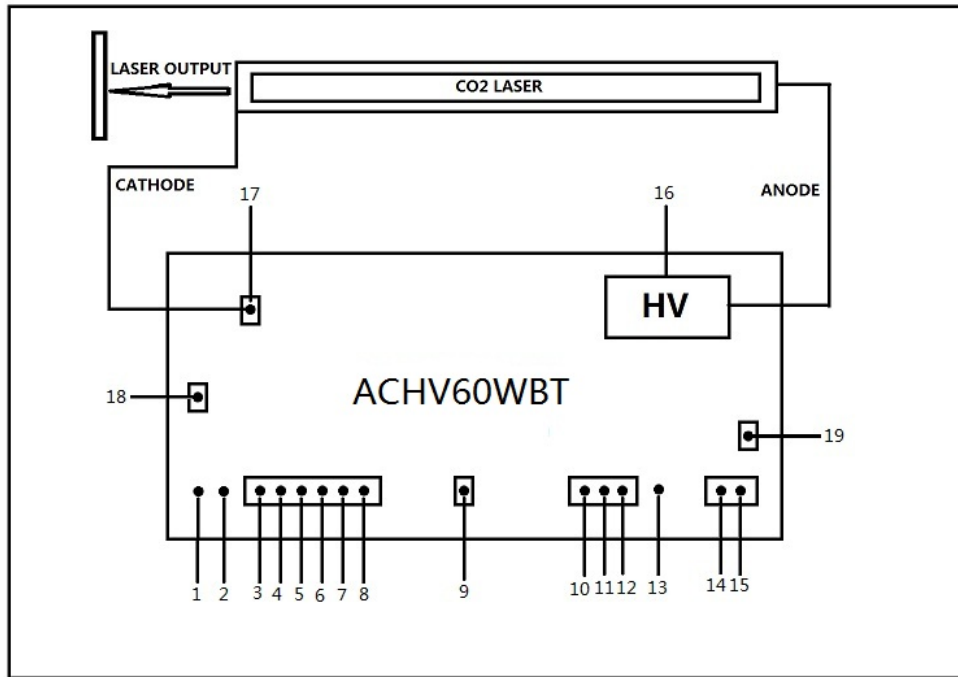 LASER OUTPUT
CO2 LASER
CATHODE
ANODE
17
16
HV
ACHV60WBT
18
19
1 2 3 4 5 6 7 8 9 10 11 12 13 14 15